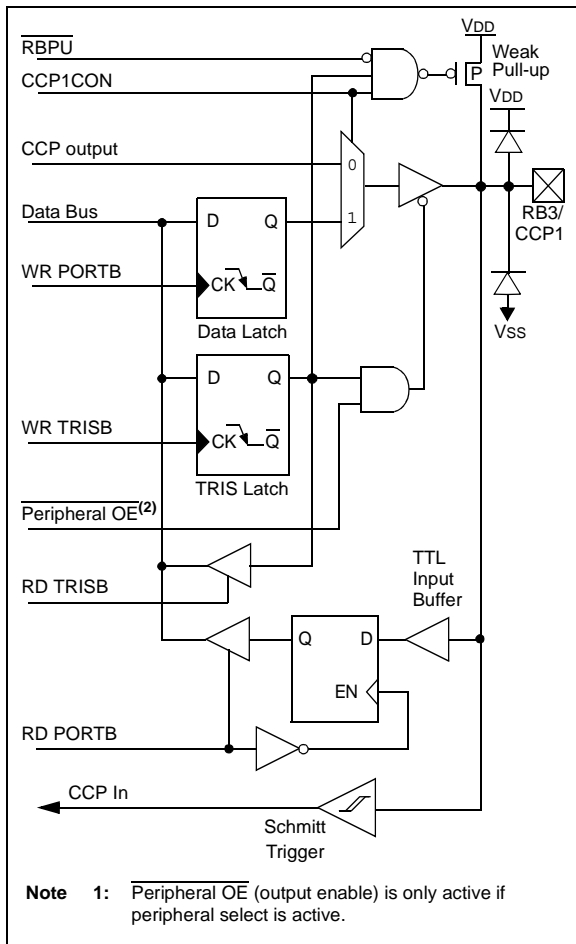 VDD
RBPU
Weak
Pull-up
P
CCP1CON
VDD
CCP output
0
Data Bus
D
Q
1
RB3/
CCP1
WR PORTB
CK
Q
Data Latch
VSS
D
Q
WR TRISB
CK
Q
TRIS Latch
Peripheral OE(2)
TTL
Input
Buffer
RD TRISB
Q
D
EN
RD PORTB
CCP In
Schmitt
Trigger
Note 1: Peripheral OE (output enable) is only active if
peripheral select is active.